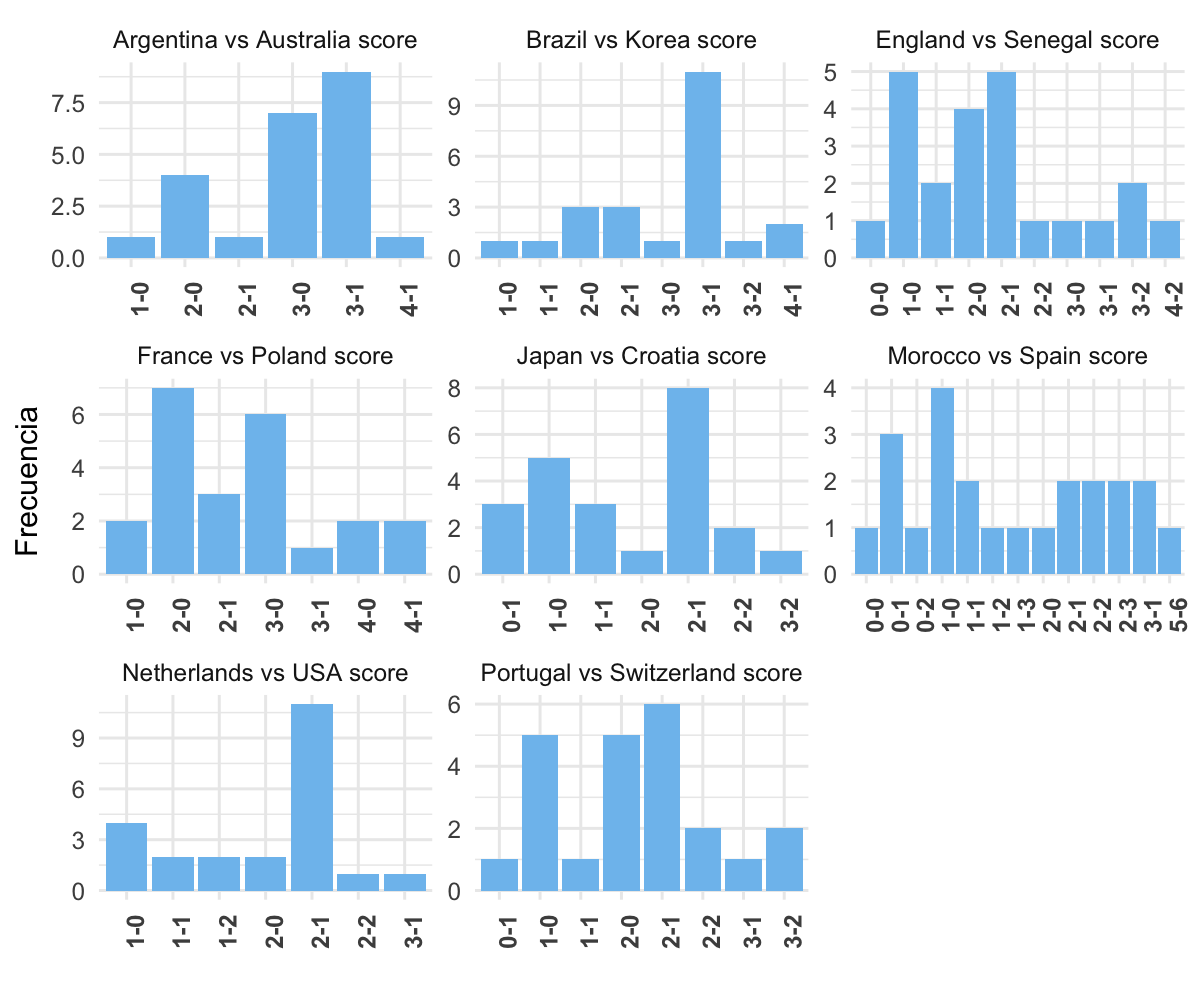 Argentina vs Australia score
7.5
5.0
2.5
0.0
1-0 2-0 2-1 3-0 3-1 4-1
Brazil vs Korea score
9
6
3
0
1-0 1-1 2-0 2-1 3-0 3-1 3-2 4-1
England vs Senegal score
5
4
3
2
1
0
0-0 1-0 1-1 2-0 2-1 2-2 3-0 3-1 3-2 4-2
Frecuencia
France vs Poland score
6
4
2
0
1-0 2-0 2-1 3-0 3-1 4-0 4-1
Japan vs Croatia score
8
6
4
2
0
0-1 1-0 1-1 2-0 2-1 2-2 3-2
Morocco vs Spain score
4
3
2
1
0
0-0 0-1 0-2 1-0 1-1 1-2 1-3 2-0 2-1 2-2 2-3 3-1 5-6
Netherlands vs USA score
9
6
3
0
1-0 1-1 1-2 2-0 2-1 2-2 3-1
Portugal vs Switzerland score
6
4
2
0
0-1 1-0 1-1 2-0 2-1 2-2 3-1 3-2